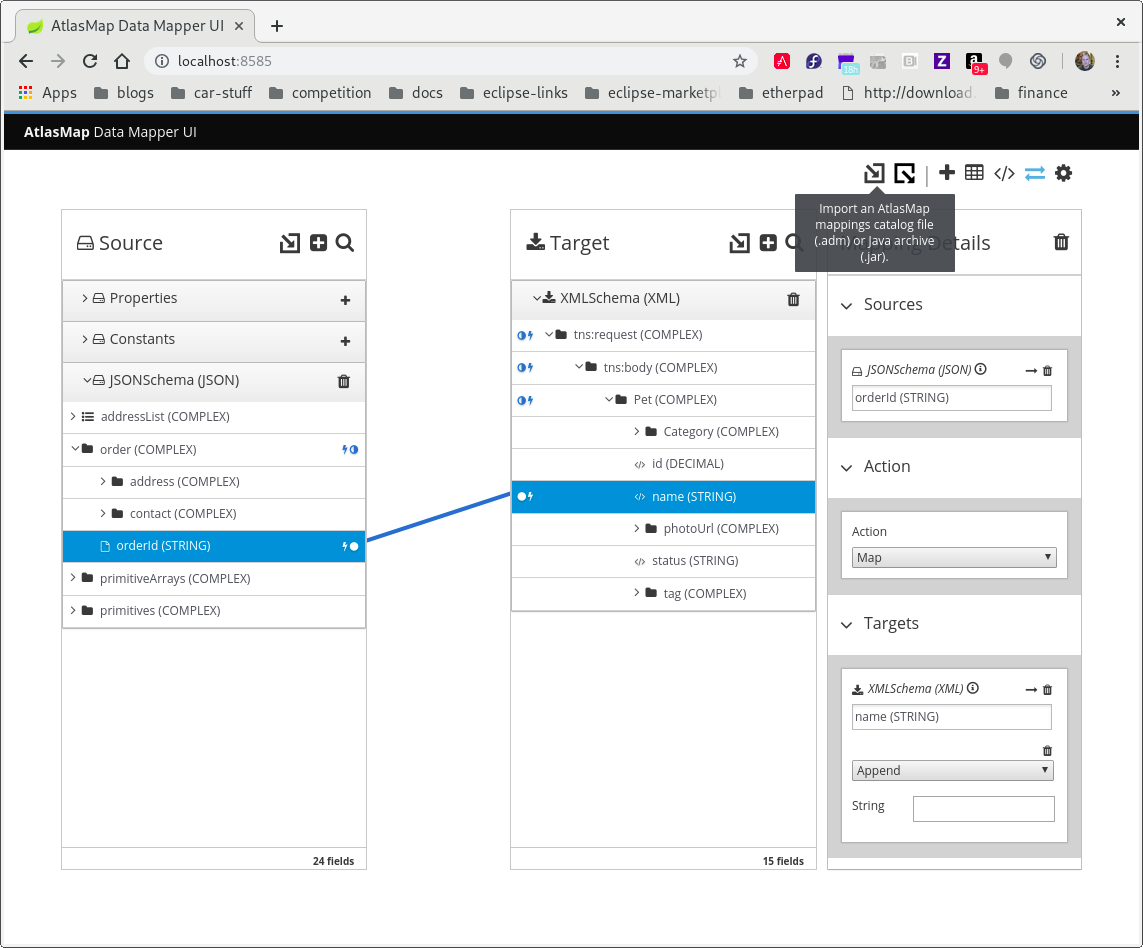 AtlasMap Data Mapper UI
localhost:8585
18h
9+
Apps
blogs
car-stuff
competition
docs
eclipse-links
eclipse-marketpl
etherpad
http://download.
finance
»
AtlasMap Data Mapper UI
Import an AtlasMap
mappings catalog file
(.adm) or Java archive
(.jar).
Source
Properties
Constants
JSONSchema (JSON)
addressList (COMPLEX)
order (COMPLEX)
address (COMPLEX)
contact (COMPLEX)
orderId (STRING)
primitiveArrays (COMPLEX)
primitives (COMPLEX)
24 fields
Target
XMLSchema (XML)
tns:request (COMPLEX)
tns:body (COMPLEX)
Pet (COMPLEX)
Category (COMPLEX)
id (DECIMAL)
name (STRING)
photoUrl (COMPLEX)
status (STRING)
tag (COMPLEX)
15 fields
Mapping Details
Sources
JSONSchema (JSON)
orderId (STRING)
Action
Action
Map
Targets
XMLSchema (XML)
name (STRING)
Append
String